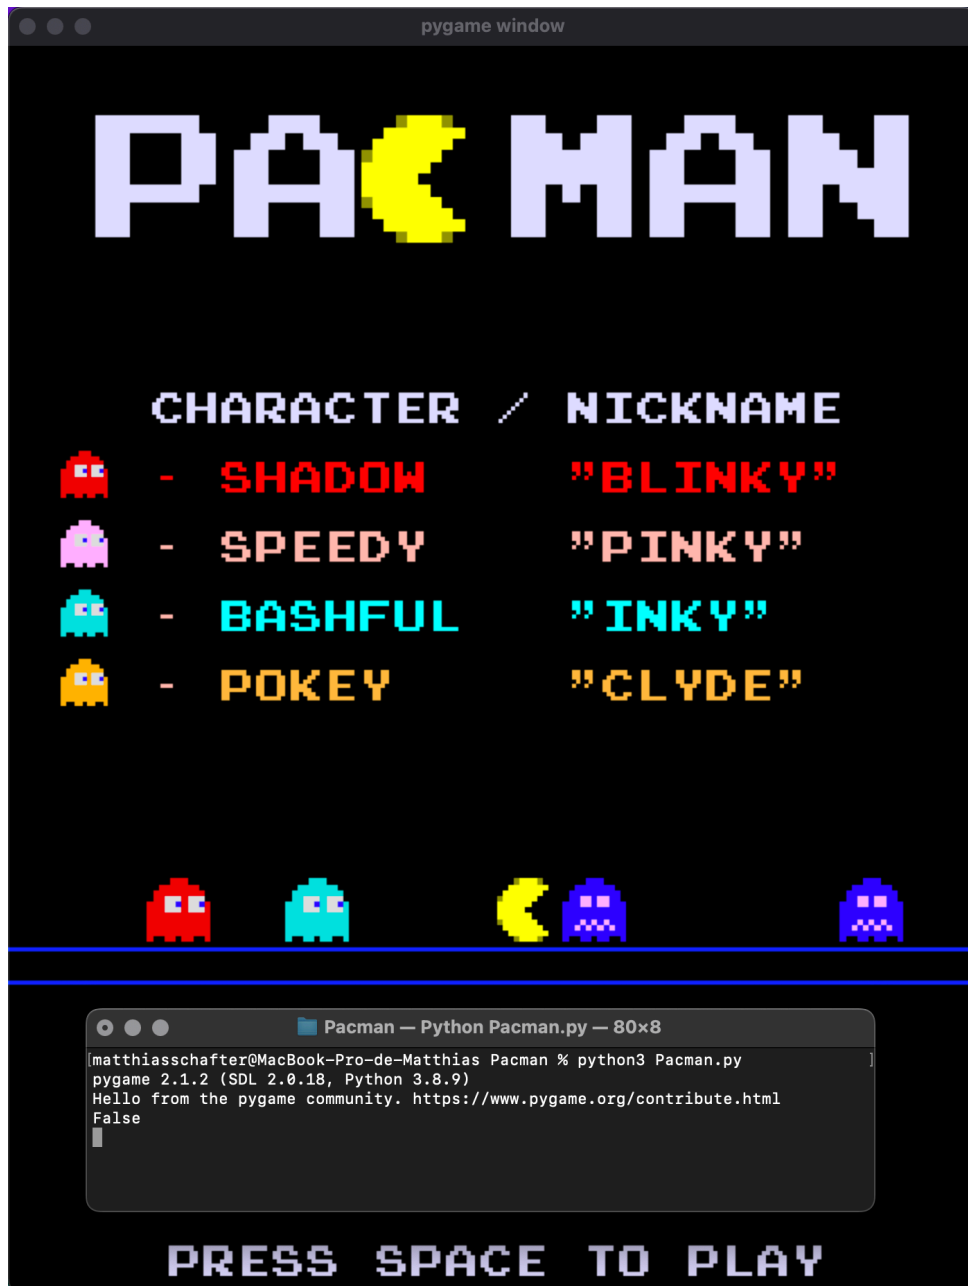 pygame window
PACMAN
CHARACTER / NICKNAME
- SHADOW "BLINKY"
- SPEEDY "PINKY"
- BASHFUL "INKY"
- POKEY "CLYDE"
Pacman — Python Pacman.py — 80×8
[matthiasschafter@MacBook-Pro-de-Matthias Pacman % python3 Pacman.py ]
pygame 2.1.2 (SDL 2.0.18, Python 3.8.9)
Hello from the pygame community. https://www.pygame.org/contribute.html
False
PRESS SPACE TO PLAY